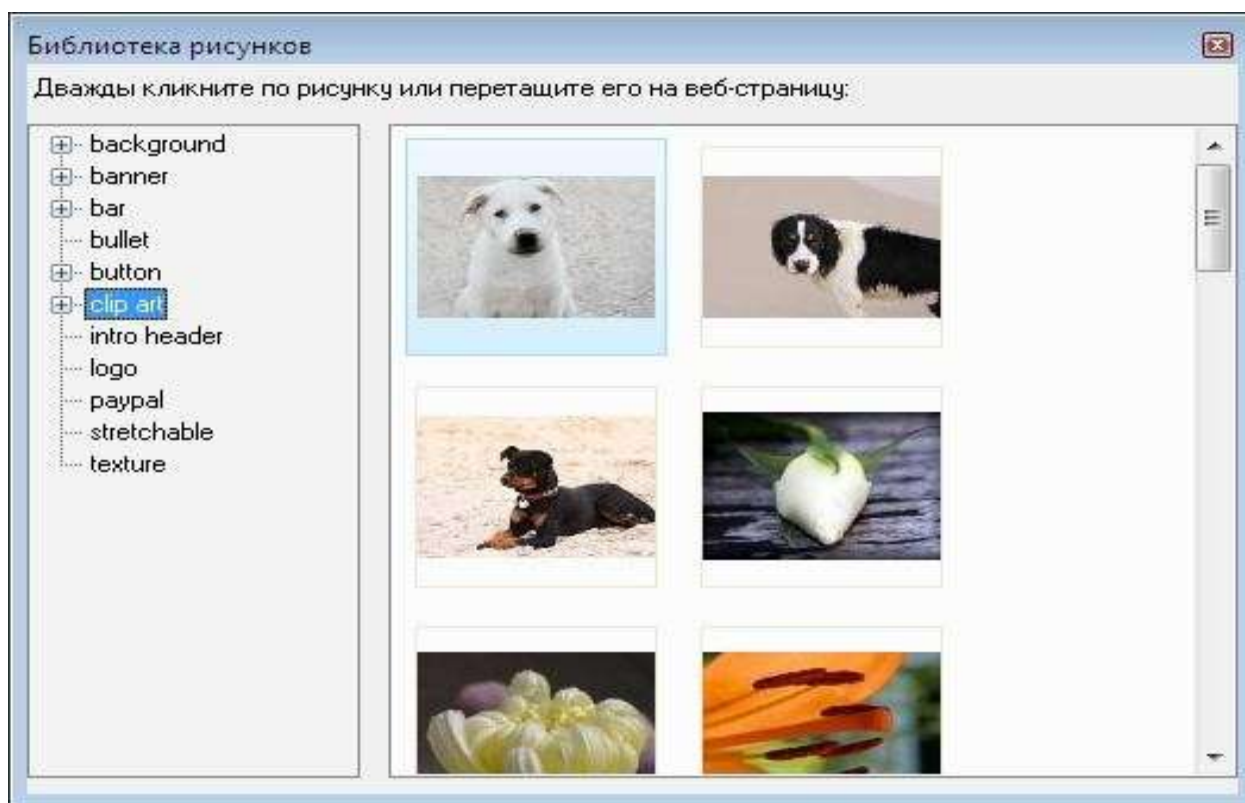 Библиотека рисунков
Дважды кликните по рисунку или перетащите его на веб-страницу:
background
banner
bar
bullet
button
clip art
intro header
logo
paypal
stretchable
texture